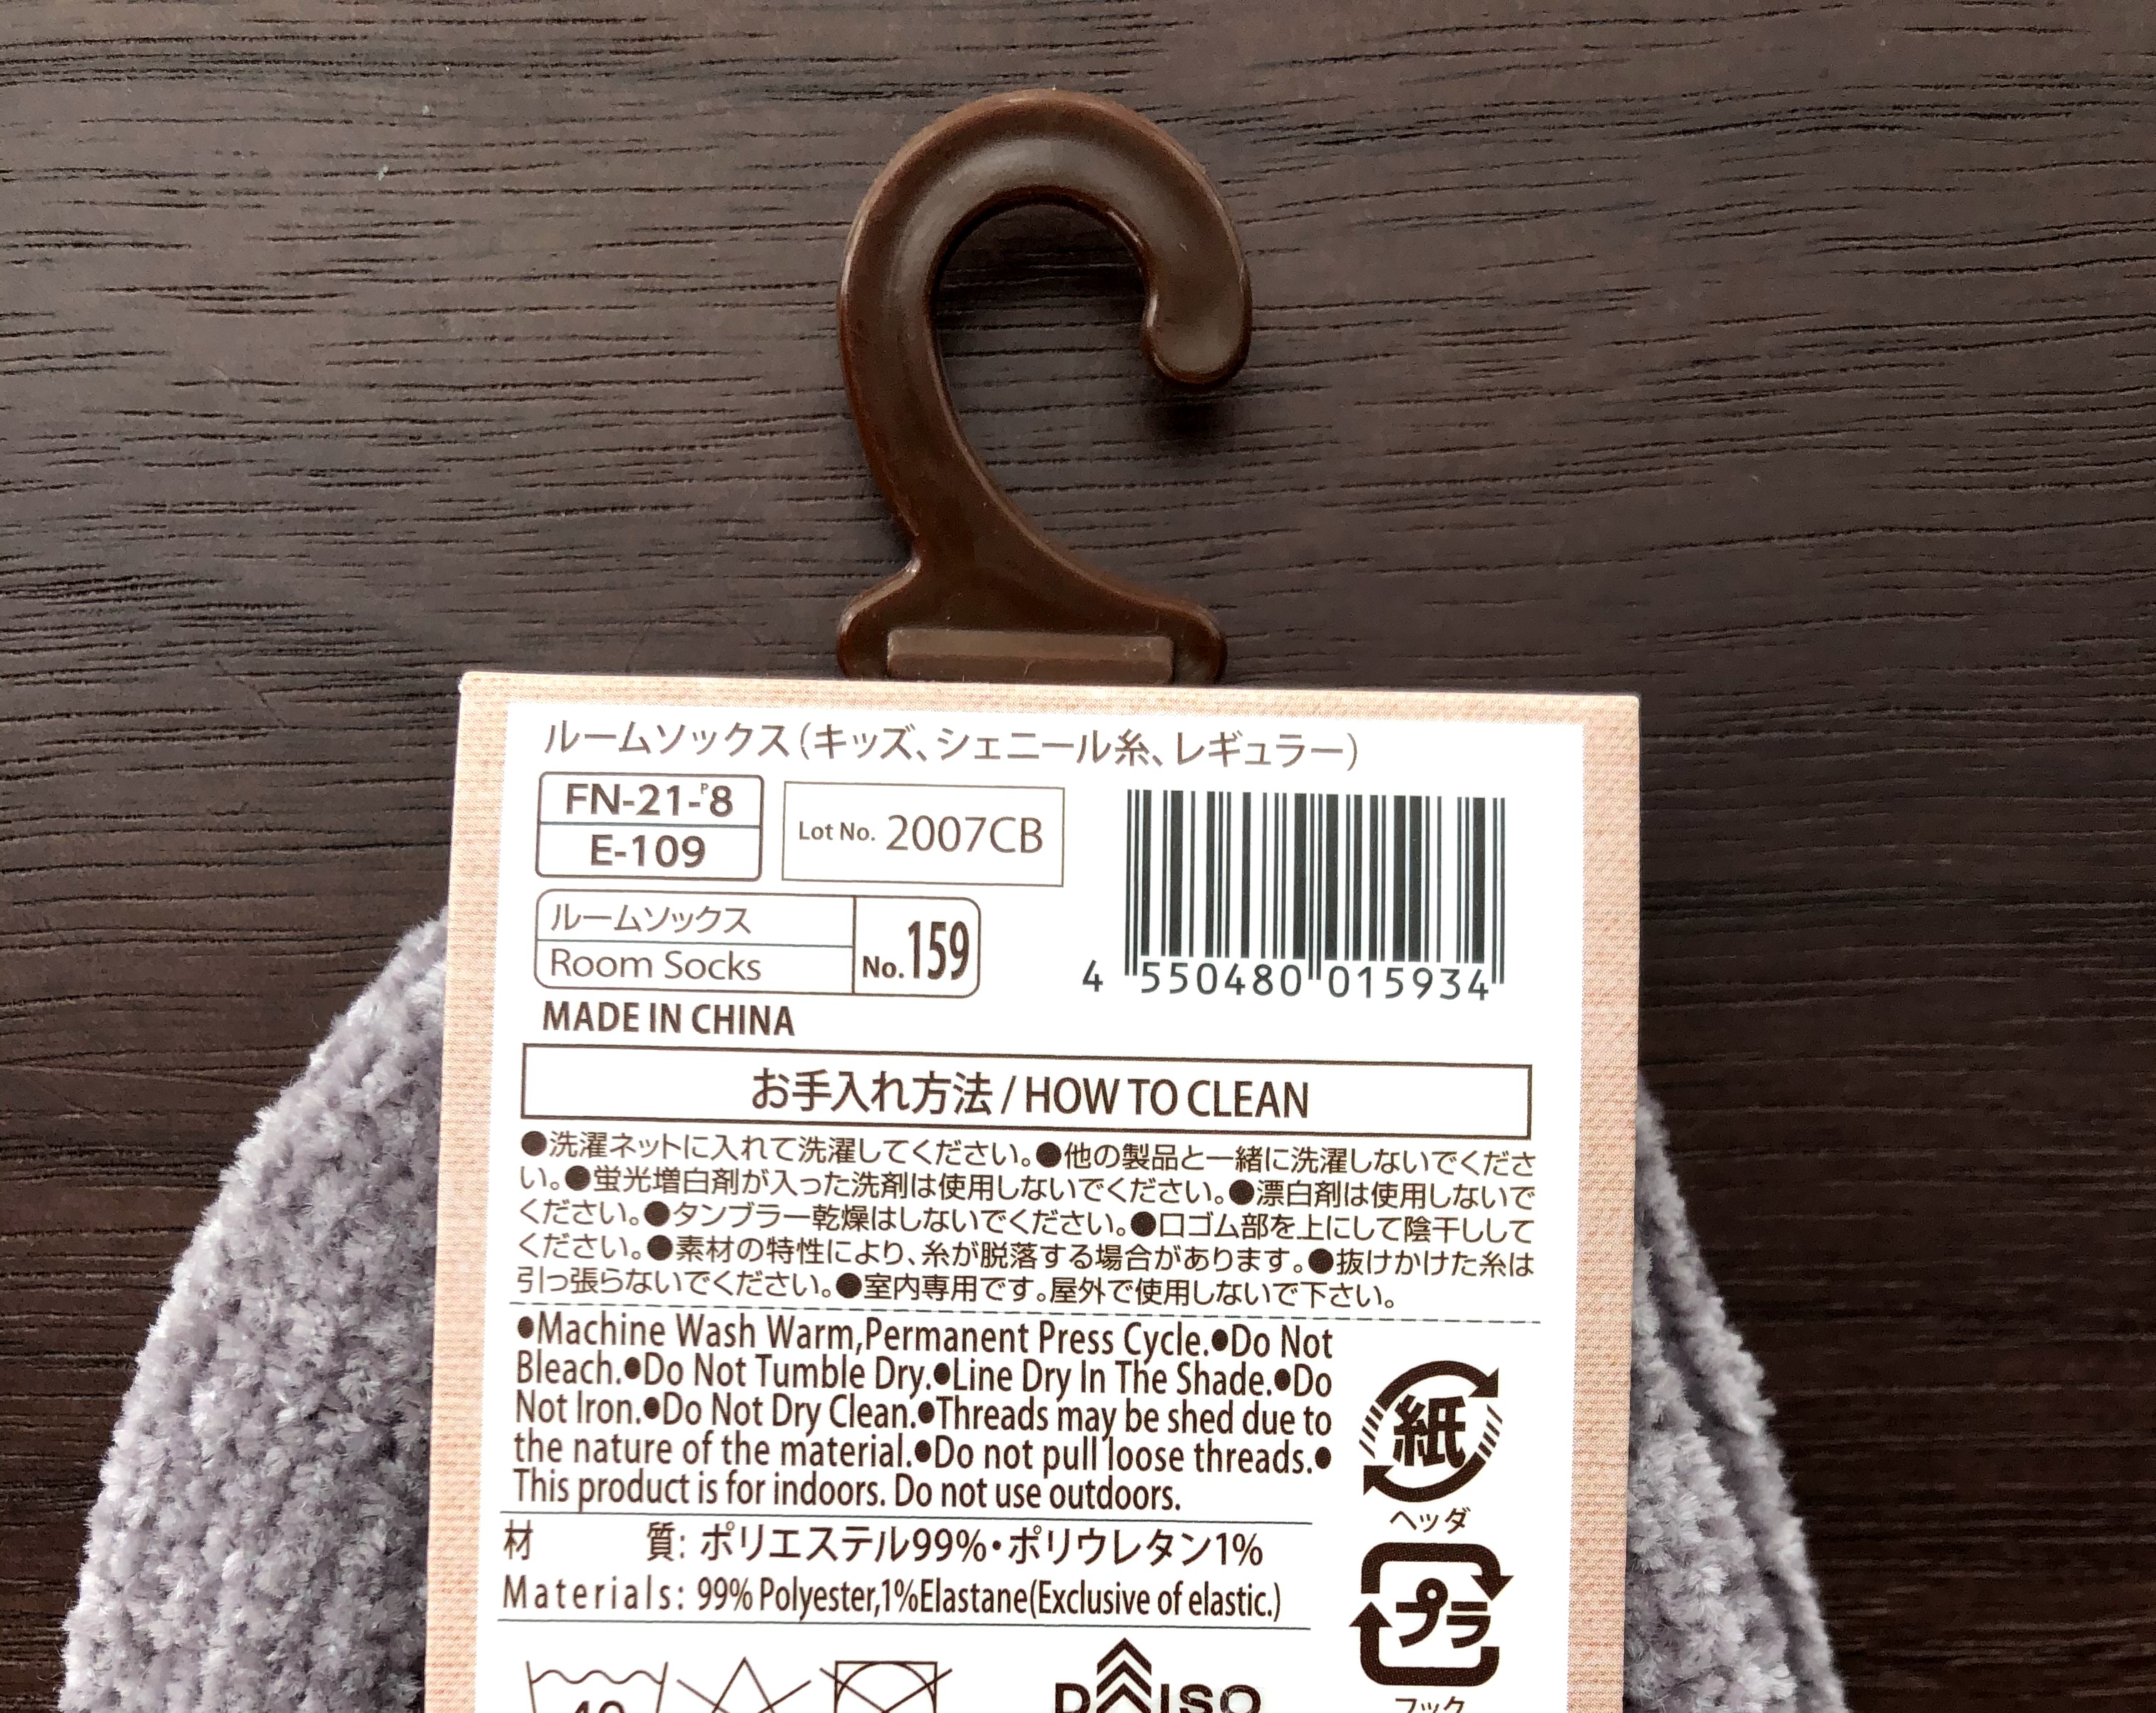 ルームソックス(キッズ、シェニール糸、レギュラー)
FN-21-P8
E-109
Lot No. 2007CB
ルームソックス
Room Socks
No.159
4 550480 015934
MADE IN CHINA
お手入れ方法 / HOW TO CLEAN
●洗濯ネットに入れて洗濯してください。●他の製品と一緒に洗濯しないでくださ
い。●蛍光増白剤が入った洗剤は使用しないでください。●漂白剤は使用しないで
ください。●タンブラー乾燥はしないでください。●口ゴム部を上にして陰干しして
ください。●素材の特性により、糸が脱落する場合があります。●抜けかけた糸は
引っ張らないでください。●室内専用です。屋外で使用しないで下さい。
●Machine Wash Warm,Permanent Press Cycle.●Do Not
Bleach.●Do Not Tumble Dry.●Line Dry In The Shade.●Do
Not Iron.●Do Not Dry Clean.●Threads may be shed due to
the nature of the material.●Do not pull loose threads.●
This product is for indoors. Do not use outdoors.
紙
ヘッダ
プラ
フック
材 質: ポリエステル99%・ポリウレタン1%
Materials: 99% Polyester,1%Elastane(Exclusive of elastic.)
40
DAISO